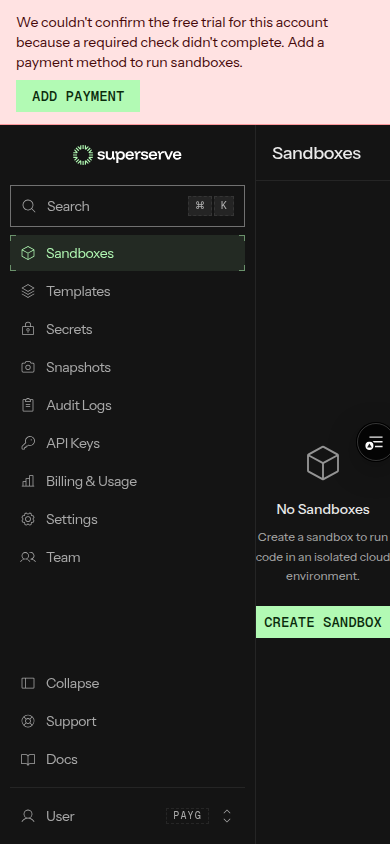 We couldn't confirm the free trial for this account
because a required check didn't complete. Add a
payment method to run sandboxes.
ADD PAYMENT
superserve
Search ⌘ K
Sandboxes
Templates
Secrets
Snapshots
Audit Logs
API Keys
Billing & Usage
Settings
Team
Collapse
Support
Docs
User PAYG
Sandboxes
No Sandboxes
Create a sandbox to run
code in an isolated cloud
environment.
CREATE SANDBOX